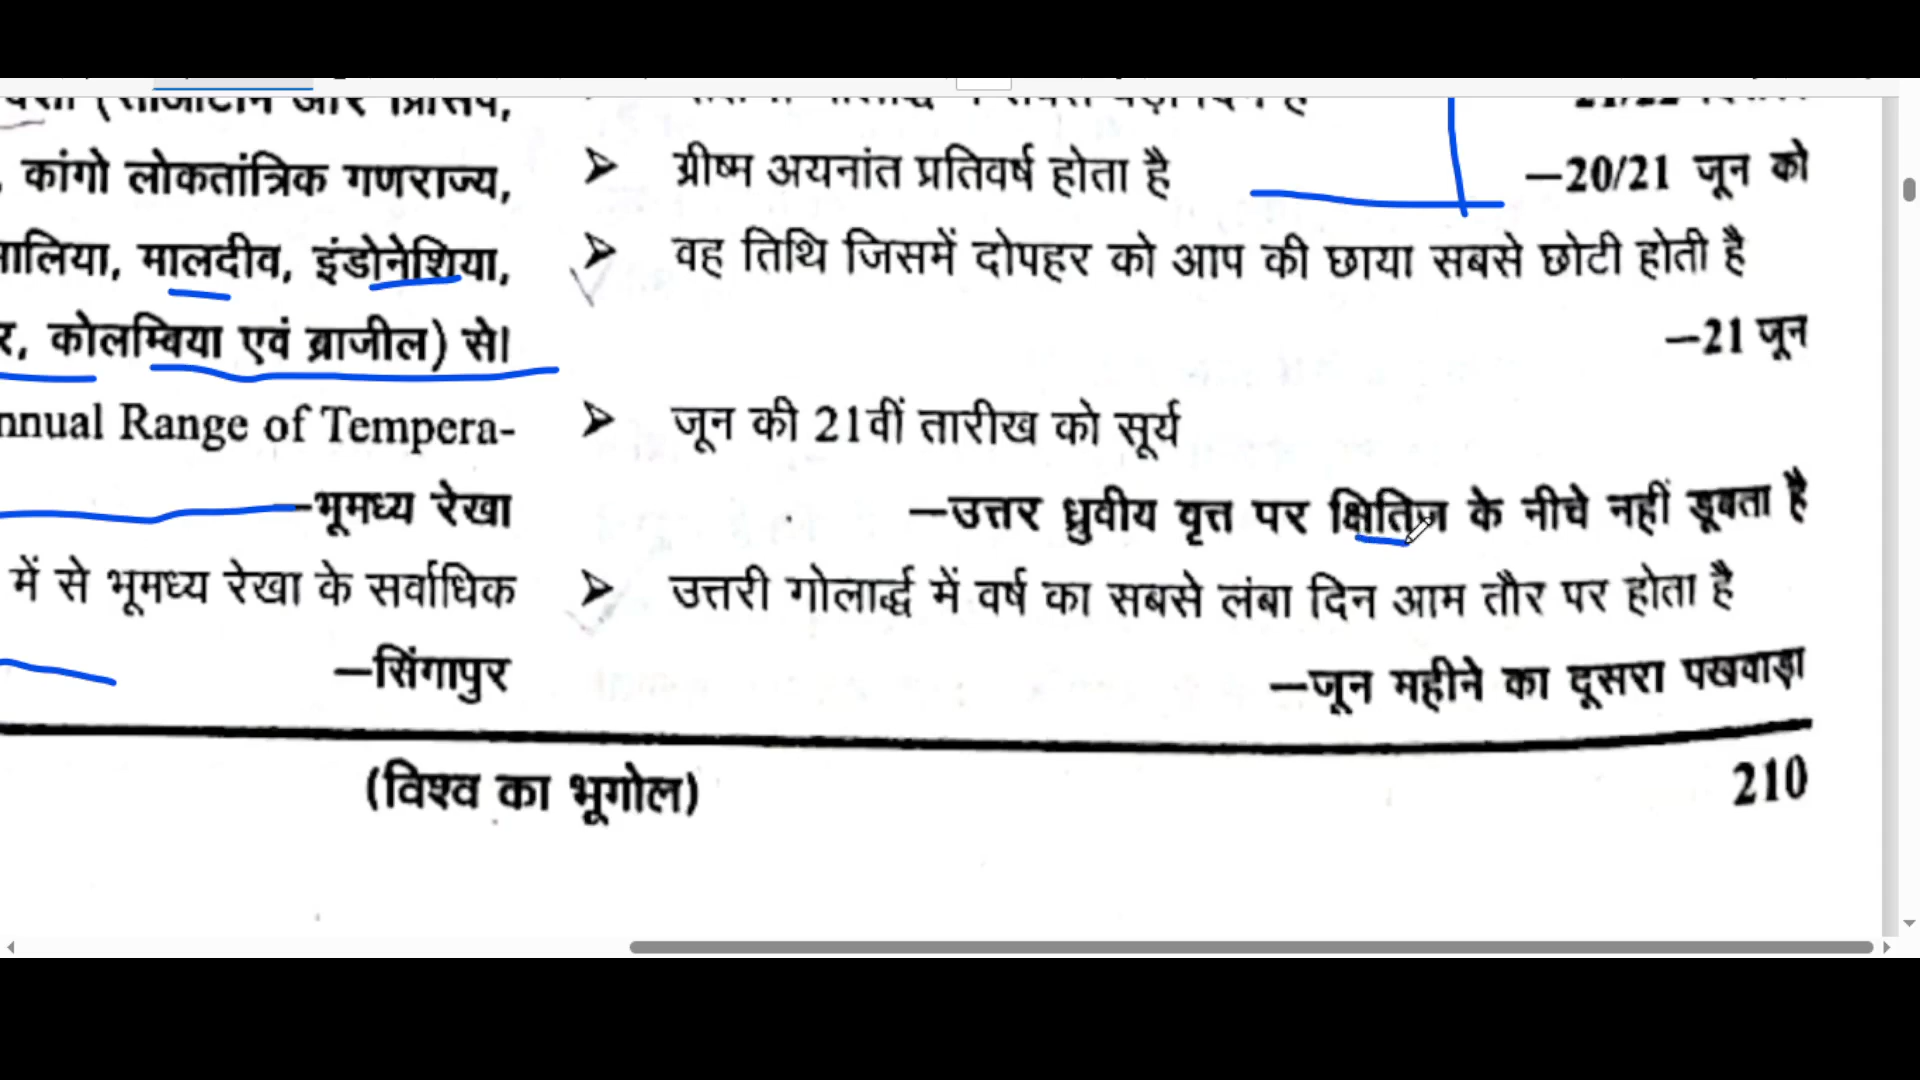 कांगो लोकतांत्रिक गणराज्य,
मालदीव, इंडोनेशिया,
कोलम्बिया एवं ब्राजील) से।
Range of Tempera-
–भूमध्य रेखा
में से भूमध्य रेखा के सर्वाधिक
–सिंगापुर
➤ ग्रीष्म अयनांत प्रतिवर्ष होता है –20/21 जून को
➤ वह तिथि जिसमें दोपहर को आप की छाया सबसे छोटी होती है
–21 जून
➤ जून की 21वीं तारीख को सूर्य
–उत्तर ध्रुवीय वृत्त पर क्षितिज के नीचे नहीं डूबता है
➤ उत्तरी गोलार्द्ध में वर्ष का सबसे लंबा दिन आम तौर पर होता है
–जून महीने का दूसरा पखवाड़ा
(विश्व का भूगोल)
210